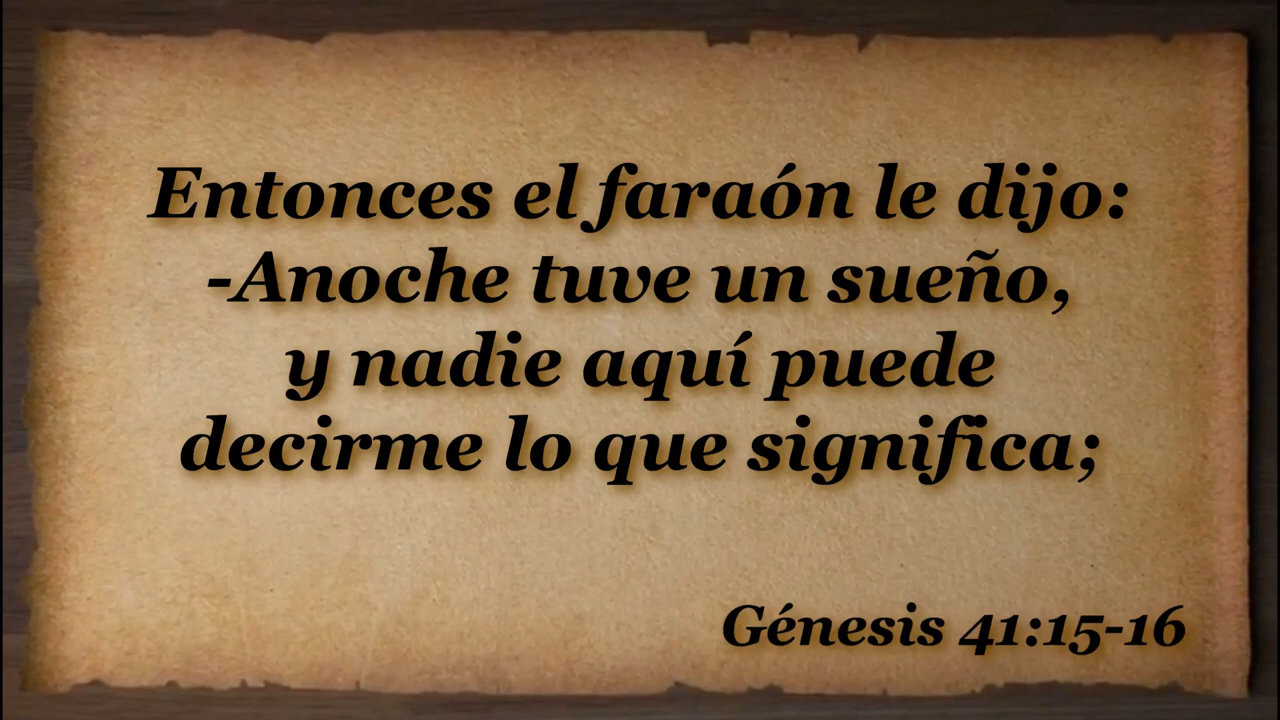 Entonces el faraón le dijo:
-Anoche tuve un sueño,
y nadie aquí puede
decirme lo que significa;
Génesis 41:15-16